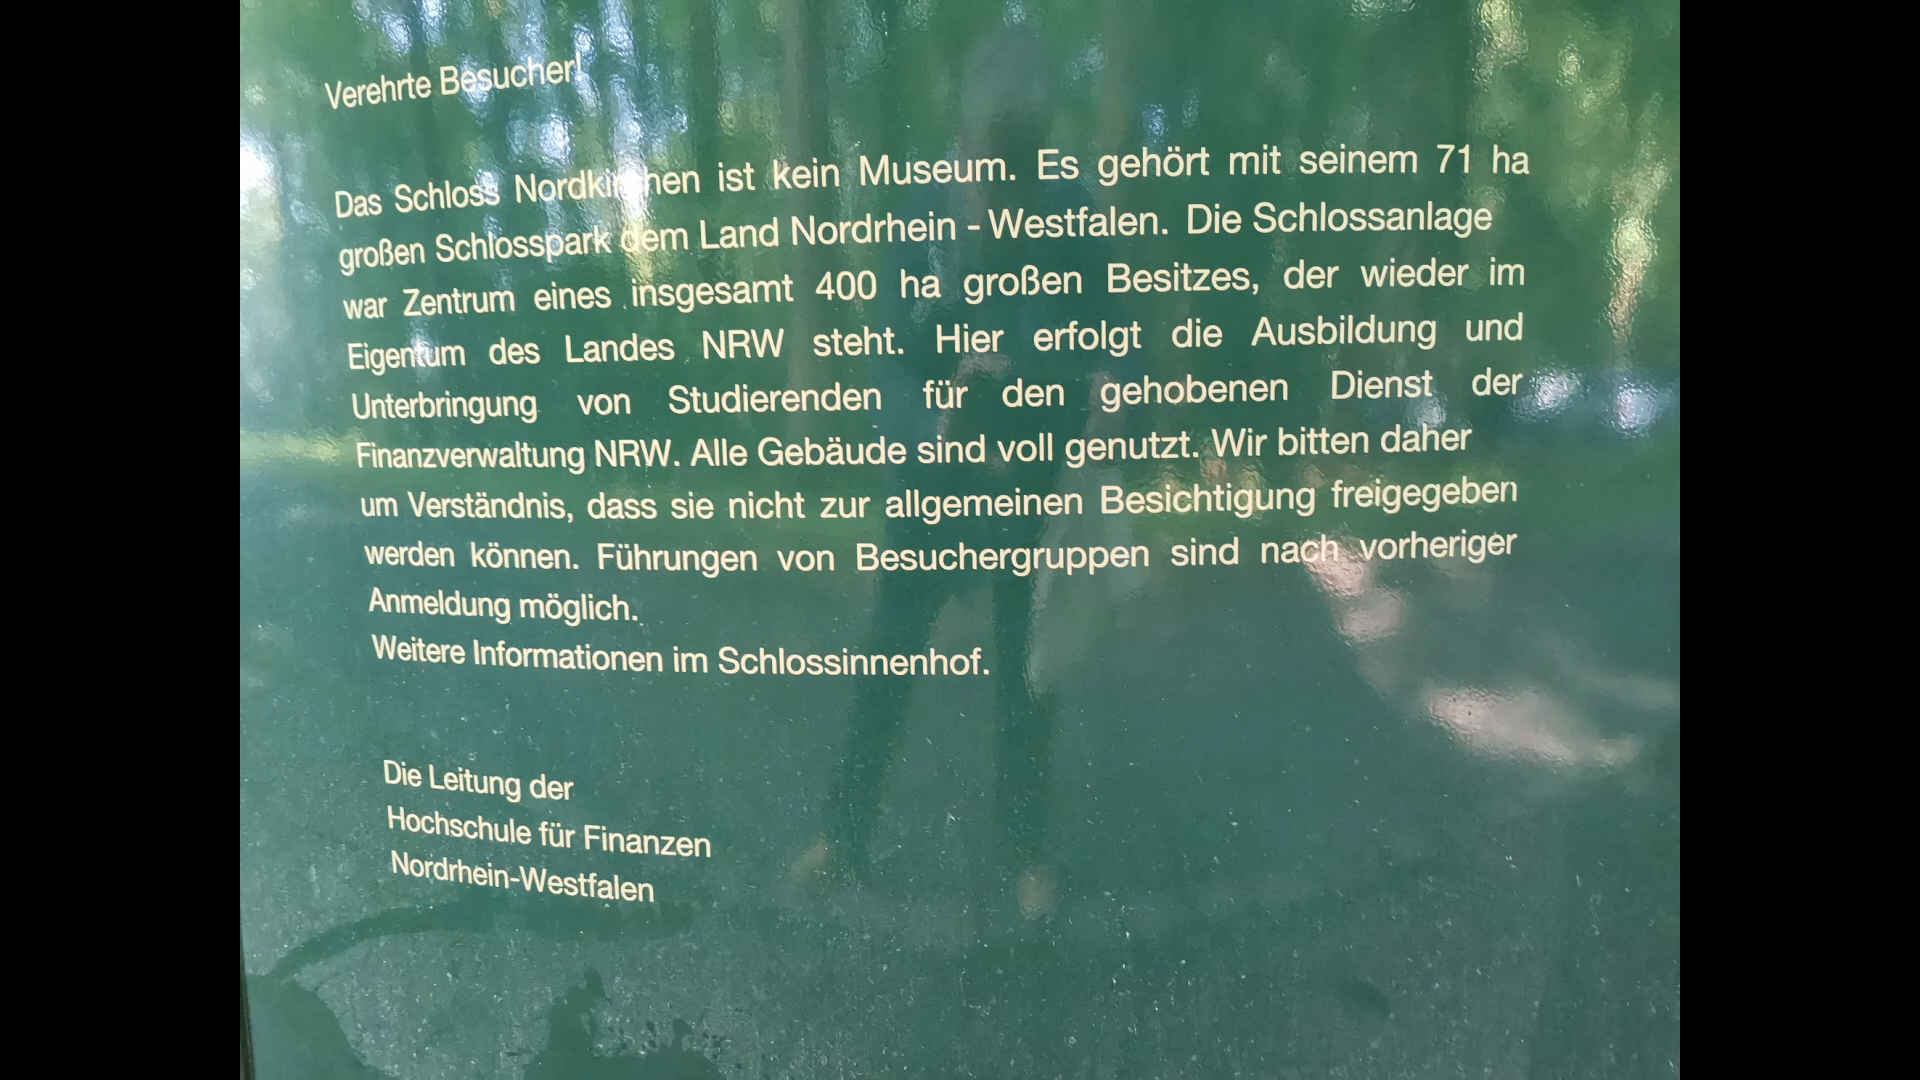 Verehrte Besucher!
Das Schloss Nordkirchen ist kein Museum. Es gehört mit seinem 71 ha
großen Schlosspark dem Land Nordrhein - Westfalen. Die Schlossanlage
war Zentrum eines insgesamt 400 ha großen Besitzes, der wieder im
Eigentum des Landes NRW steht. Hier erfolgt die Ausbildung und
Unterbringung von Studierenden für den gehobenen Dienst der
Finanzverwaltung NRW. Alle Gebäude sind voll genutzt. Wir bitten daher
um Verständnis, dass sie nicht zur allgemeinen Besichtigung freigegeben
werden können. Führungen von Besuchergruppen sind nach vorheriger
Anmeldung möglich.
Weitere Informationen im Schlossinnenhof.
Die Leitung der
Hochschule für Finanzen
Nordrhein-Westfalen